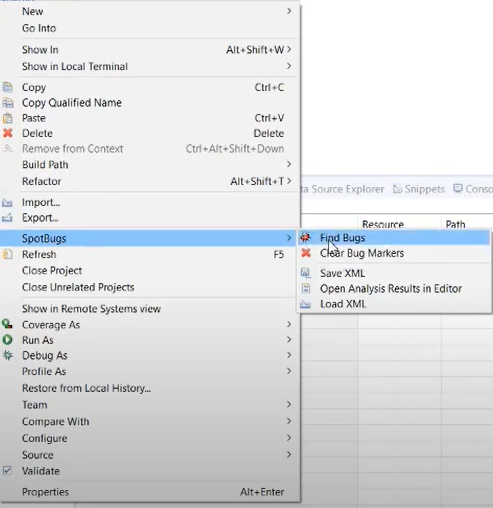 New
Go Into
Show In Alt+Shift+W
Show in Local Terminal
Copy Ctrl+C
Copy Qualified Name
Paste Ctrl+V
Delete Delete
Remove from Context Ctrl+Alt+Shift+Down
Build Path
Refactor Alt+Shift+T
Import...
Export...
SpotBugs
Refresh F5
Close Project
Close Unrelated Projects
Show in Remote Systems view
Coverage As
Run As
Debug As
Profile As
Restore from Local History...
Team
Compare With
Configure
Source
Validate
Properties Alt+Enter
ta Source Explorer Snippets Conso
Resource Path
Find Bugs
Clear Bug Markers
Save XML
Open Analysis Results in Editor
Load XML